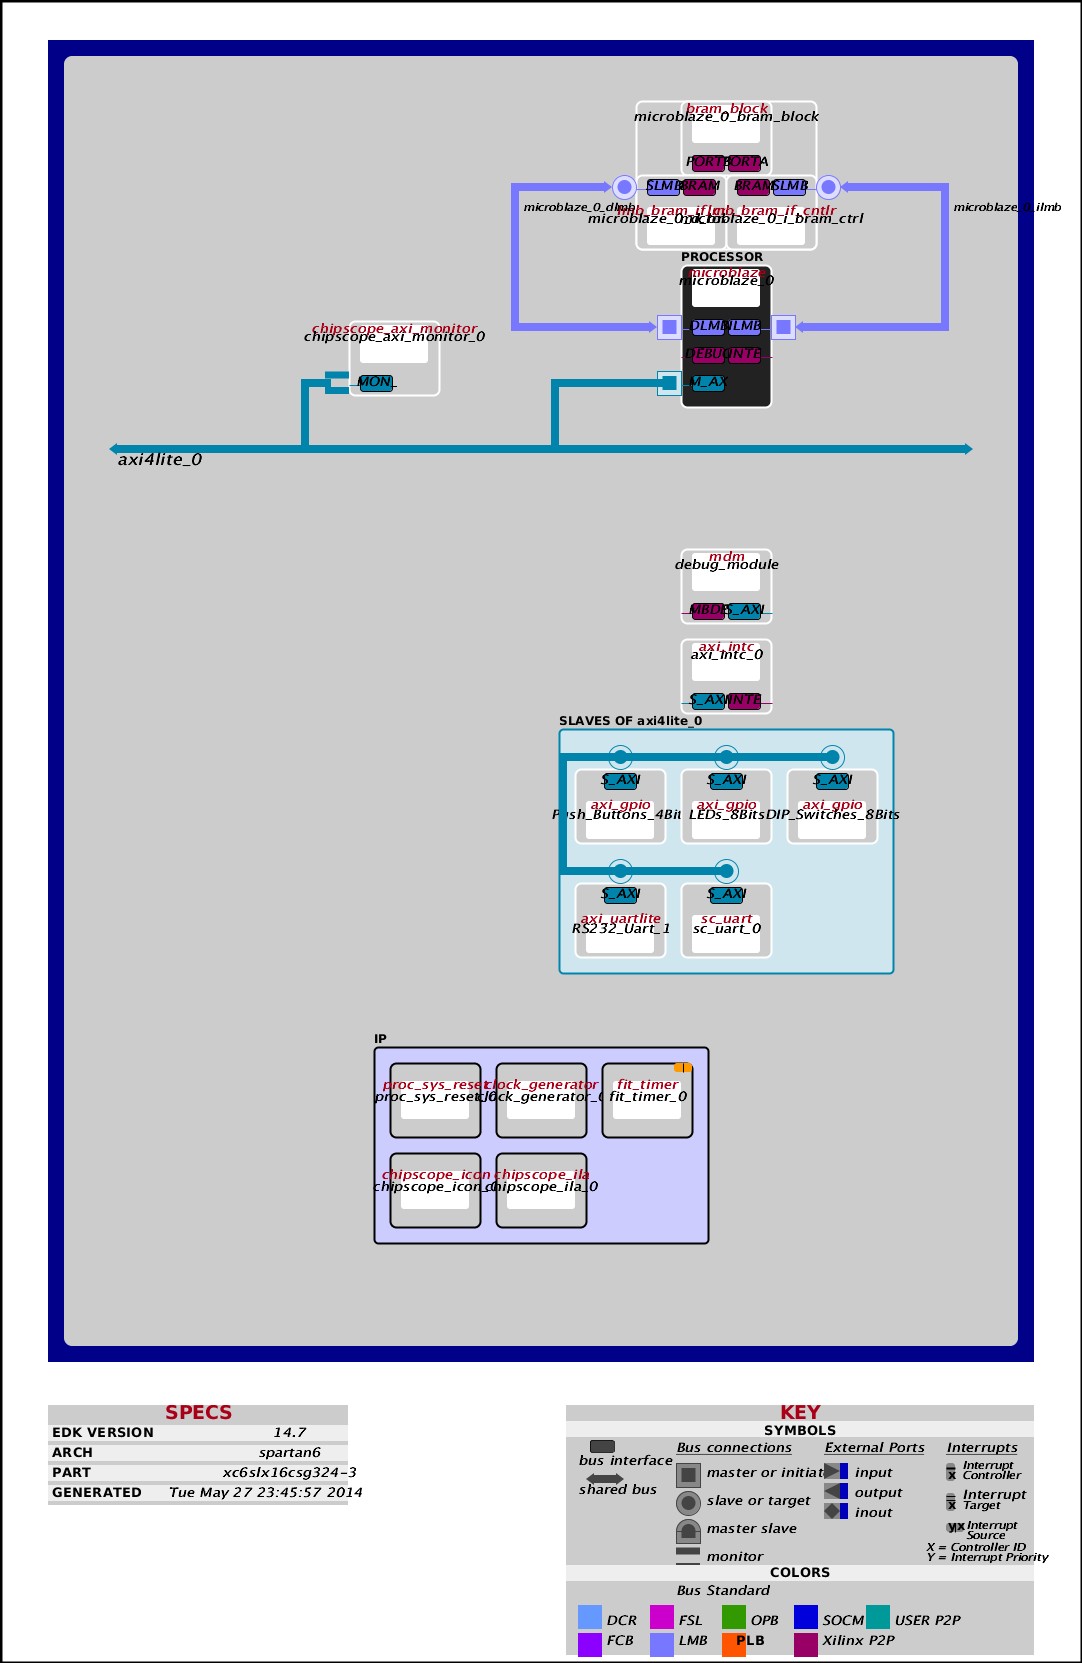 bram_block
microblaze_0_bram_block
PORTA
SLMB
BRAM
BRAM
SLMB
microblaze_0_dlmb
microblaze_0_ilmb
lmb_bram_if_cntlr
microblaze_0_i_bram_ctrl
PROCESSOR
microblaze
microblaze_0
DLMB
ILMB
DEBUG
INTE
M_AX
chipscope_axi_monitor
chipscope_axi_monitor_0
MON_
axi4lite_0
mdm
debug_module
MBDE
S_AXI
axi_intc
axi_intc_0
S_AXI
INTE
SLAVES OF axi4lite_0
S_AXI
S_AXI
S_AXI
axi_gpio
axi_gpio
axi_gpio
Push_Buttons_4Bit
LEDs_8Bits
DIP_Switches_8Bits
S_AXI
S_AXI
axi_uartlite
sc_uart
RS232_Uart_1
sc_uart_0
IP
proc_sys_reset
clock_generator
fit_timer
proc_sys_reset_0
clock_generator_0
fit_timer_0
chipscope_icon
chipscope_ila
chipscope_icon_0
chipscope_ila_0
SPECS
EDK VERSION 14.7
ARCH spartan6
PART xc6slx16csg324-3
GENERATED Tue May 27 23:45:57 2014
KEY
SYMBOLS
bus interface
shared bus
Bus connections
master or initiat
slave or target
master slave
monitor
External Ports
input
output
inout
Interrupts
x
Interrupt
Controller
x
Interrupt
Target
yx
Interrupt
Source
X = Controller ID
Y = Interrupt Priority
COLORS
Bus Standard
DCR FSL OPB SOCM USER P2P
FCB LMB PLB Xilinx P2P